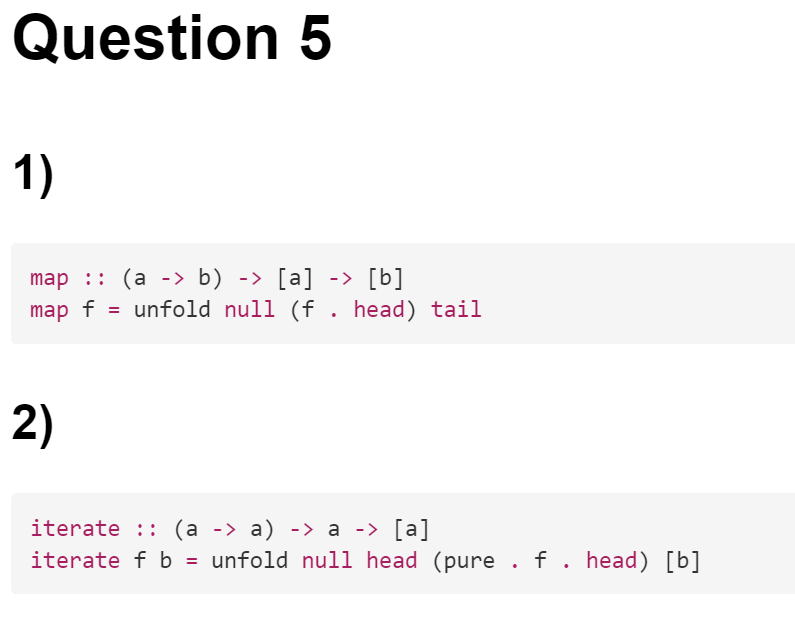 Question 5
1)
map :: (a -> b) -> [a] -> [b]
map f = unfold null (f . head) tail
2)
iterate :: (a -> a) -> a -> [a]
iterate f b = unfold null head (pure . f . head) [b]